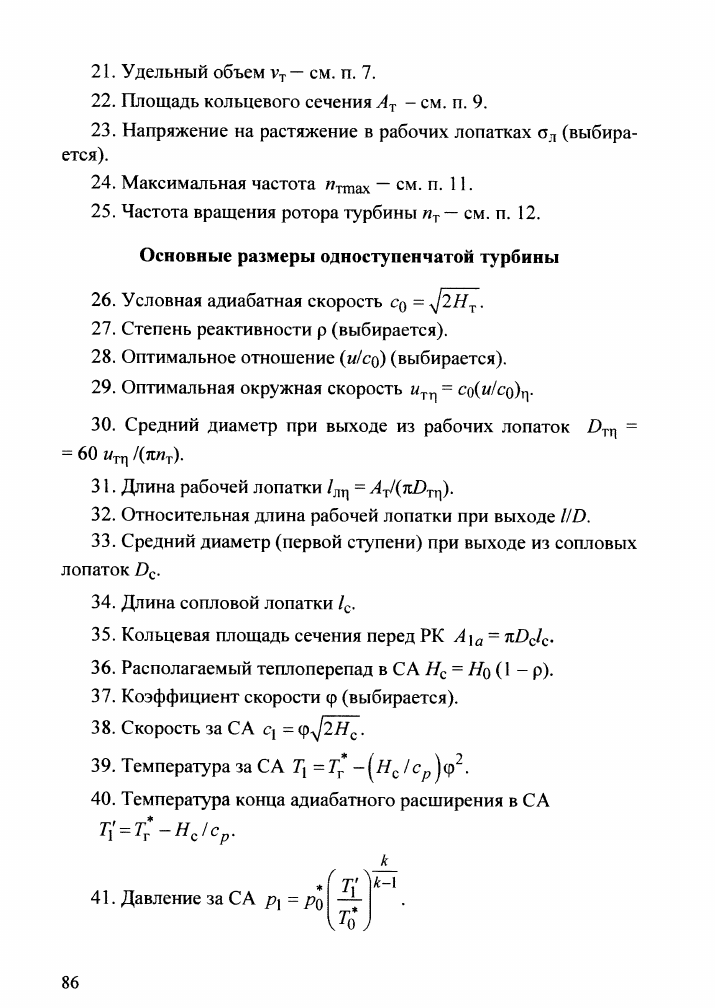 21. Удельный объем vт — см. п. 7.
22. Площадь кольцевого сечения Aт – см. п. 9.
23. Напряжение на растяжение в рабочих лопатках σл (выбира-
ется).
24. Максимальная частота nтmax — см. п. 11.
25. Частота вращения ротора турбины nт — см. п. 12.
Основные размеры одноступенчатой турбины
26. Условная адиабатная скорость c₀ = √(2Hт).
27. Степень реактивности ρ (выбирается).
28. Оптимальное отношение (u/c₀) (выбирается).
29. Оптимальная окружная скорость uтη = c₀(u/c₀)η.
30. Средний диаметр при выходе из рабочих лопаток Dтη =
= 60 uтη /(πnт).
31. Длина рабочей лопатки lлη = Aт/(πDтη).
32. Относительная длина рабочей лопатки при выходе l/D.
33. Средний диаметр (первой ступени) при выходе из сопловых
лопаток Dс.
34. Длина сопловой лопатки lс.
35. Кольцевая площадь сечения перед РК A₁ₐ = πDсlс.
36. Располагаемый теплоперепад в СА Hс = H₀ (1 – ρ).
37. Коэффициент скорости φ (выбирается).
38. Скорость за СА c₁ = φ√(2Hс).
39. Температура за СА T₁ = Tг* – (Hс / cp)φ².
40. Температура конца адиабатного расширения в СА
T₁′ = Tг* – Hс / cp.
41. Давление за СА p₁ = p₀* (T₁′ / T₀*)^(k/(k–1)).
86